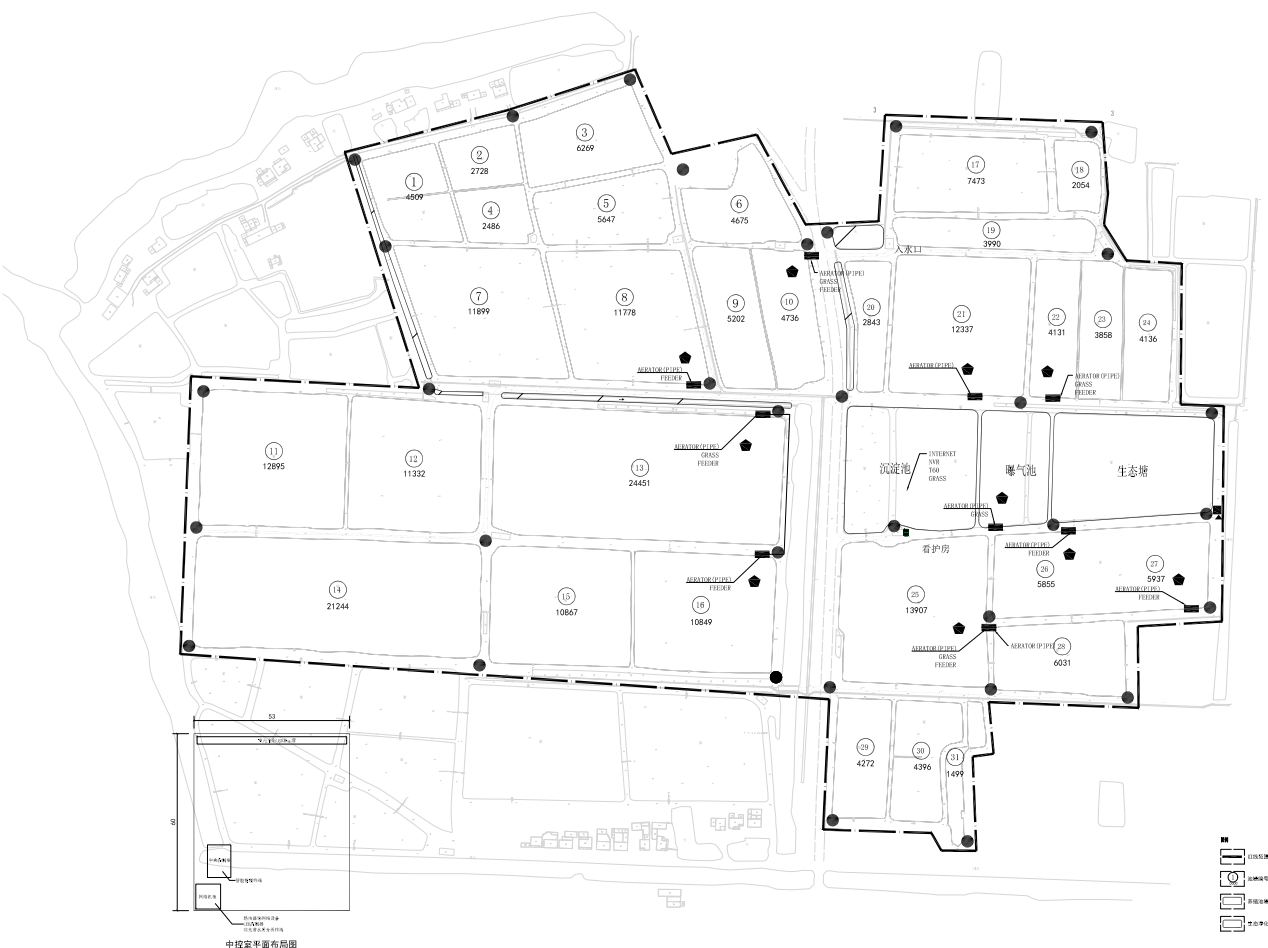 3
3
① 4509
② 2728
③ 6269
④ 2486
⑤ 5647
⑥ 4675
⑰ 7473
⑱ 2054
⑲ 3990
入水口
⑦ 11899
⑧ 11778
⑨ 5202
⑩ 4736
AERATOR(PIPE)
GRASS
FEEDER
⑳ 2843
㉑ 12337
㉒ 4131
㉓ 3858
㉔ 4136
AERATOR(PIPE)
FEEDER
AERATOR(PIPE)
AERATOR(PIPE)
GRASS
FEEDER
⑪ 12895
⑫ 11332
⑬ 24451
AERATOR(PIPE)
GRASS
FEEDER
沉淀池
INTERNET
NVR
T60
GRASS
曝气池
生态塘
AERATOR(PIPE)
GRASS
看护房
AERATOR(PIPE)
FEEDER
⑭ 21244
⑮ 10867
⑯ 10849
AERATOR(PIPE)
FEEDER
㉕ 13907
㉖ 5855
㉗ 5937
AERATOR(PIPE)
FEEDER
AERATOR(PIPE)
GRASS
FEEDER
AERATOR(PIPE)
㉘ 6031
㉙ 4272
㉚ 4396
㉛ 1499
53
60
中控室平面布局图